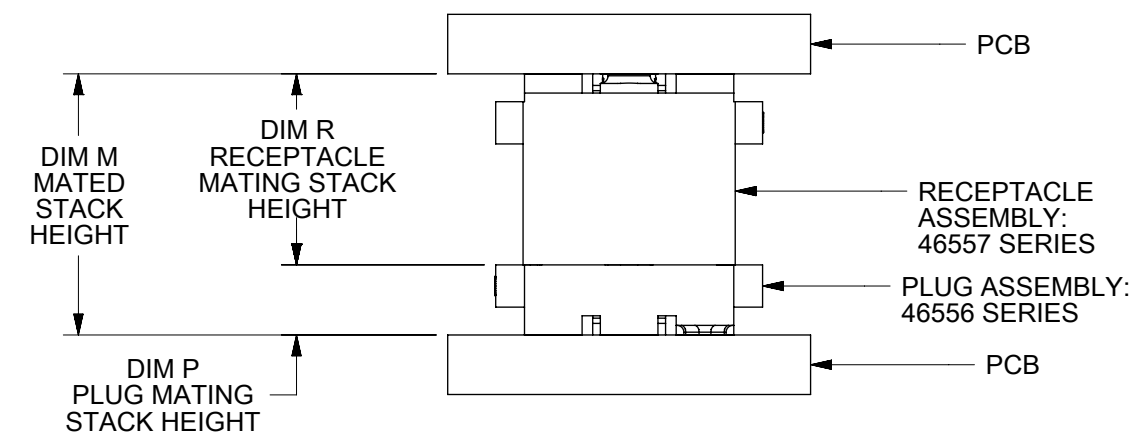 PCB
DIM M
MATED
STACK
HEIGHT
DIM R
RECEPTACLE
MATING STACK
HEIGHT
RECEPTACLE
ASSEMBLY:
46557 SERIES
PLUG ASSEMBLY:
46556 SERIES
PCB
DIM P
PLUG MATING
STACK HEIGHT